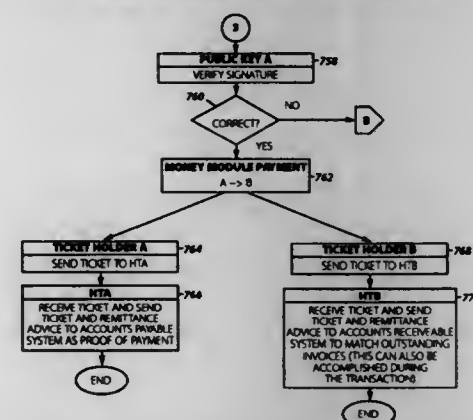 3
PUBLIC KEY A
758
VERIFY SIGNATURE
760
CORRECT?
NO
YES
MONEY MODULE PAYMENT
762
A --> B
TICKET HOLDER A
764
SEND TICKET TO HTA
HTA
766
RECEIVE TICKET AND SEND
TICKET AND REMITTANCE
ADVICE TO ACCOUNTS PAYABLE
SYSTEM AS PROOF OF PAYMENT
END
TICKET HOLDER B
768
SEND TICKET TO HTB
HTB
77
RECEIVE TICKET AND SEND
TICKET AND REMITTANCE
ADVICE TO ACCOUNTS RECEIVEABLE
SYSTEM TO MATCH OUTSTANDING
INVOICES (THIS CAN ALSO BE
ACCOMPLISHED DURING
THE TRANSACTION)
END